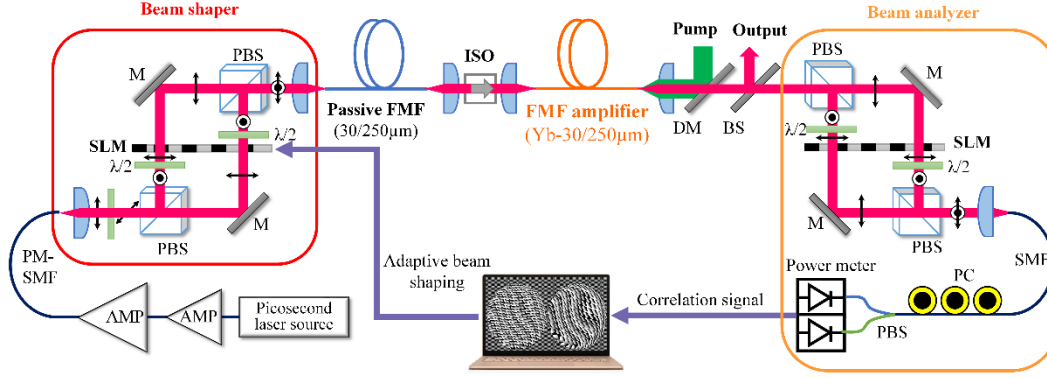 Beam shaper
Beam analyzer
PBS
M
ISO
Pump
Output
PBS
M
Passive FMF
(30/250μm)
FMF amplifier
(Yb-30/250μm)
DM
BS
λ/2
λ/2
SLM
SLM
λ/2
λ/2
PBS
M
M
PBS
PM-
SMF
SMF
Adaptive beam
shaping
Power meter
PC
Correlation signal
PBS
AMP
AMP
Picosecond
laser source